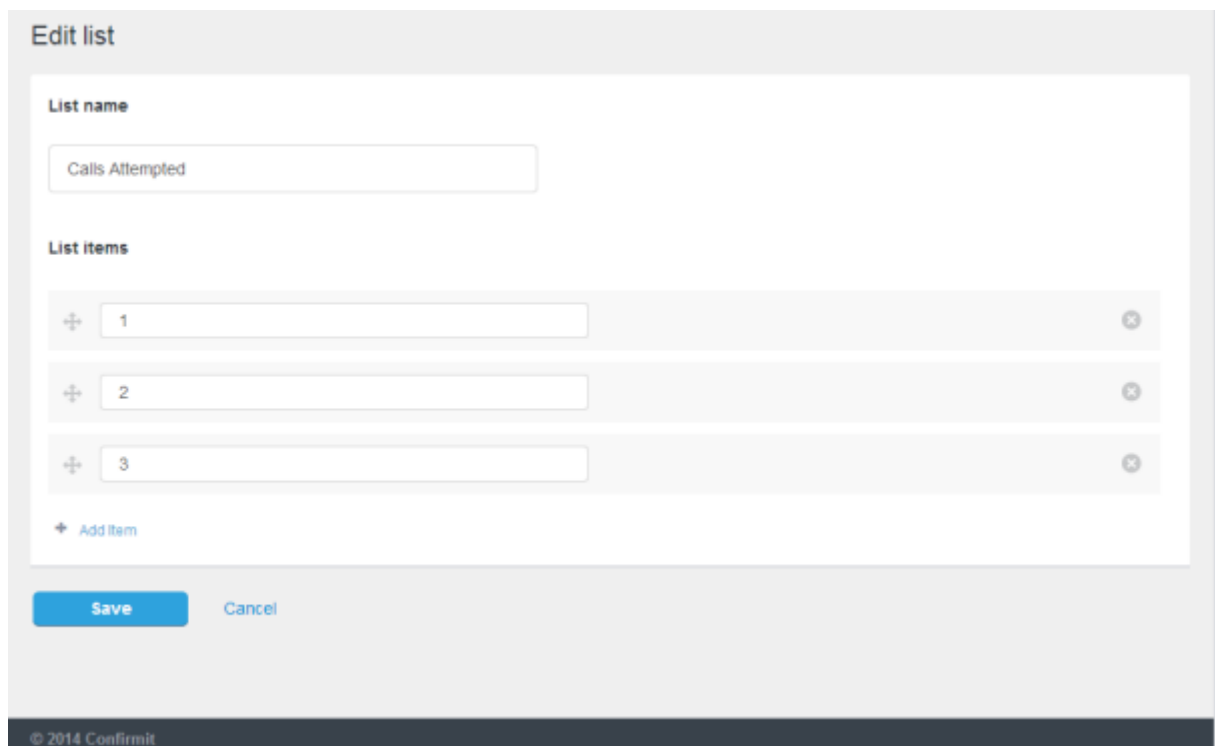 Edit list
List name
Calls Attempted
List items
1
2
3
+ Add Item
Save Cancel
© 2014 Confirmit